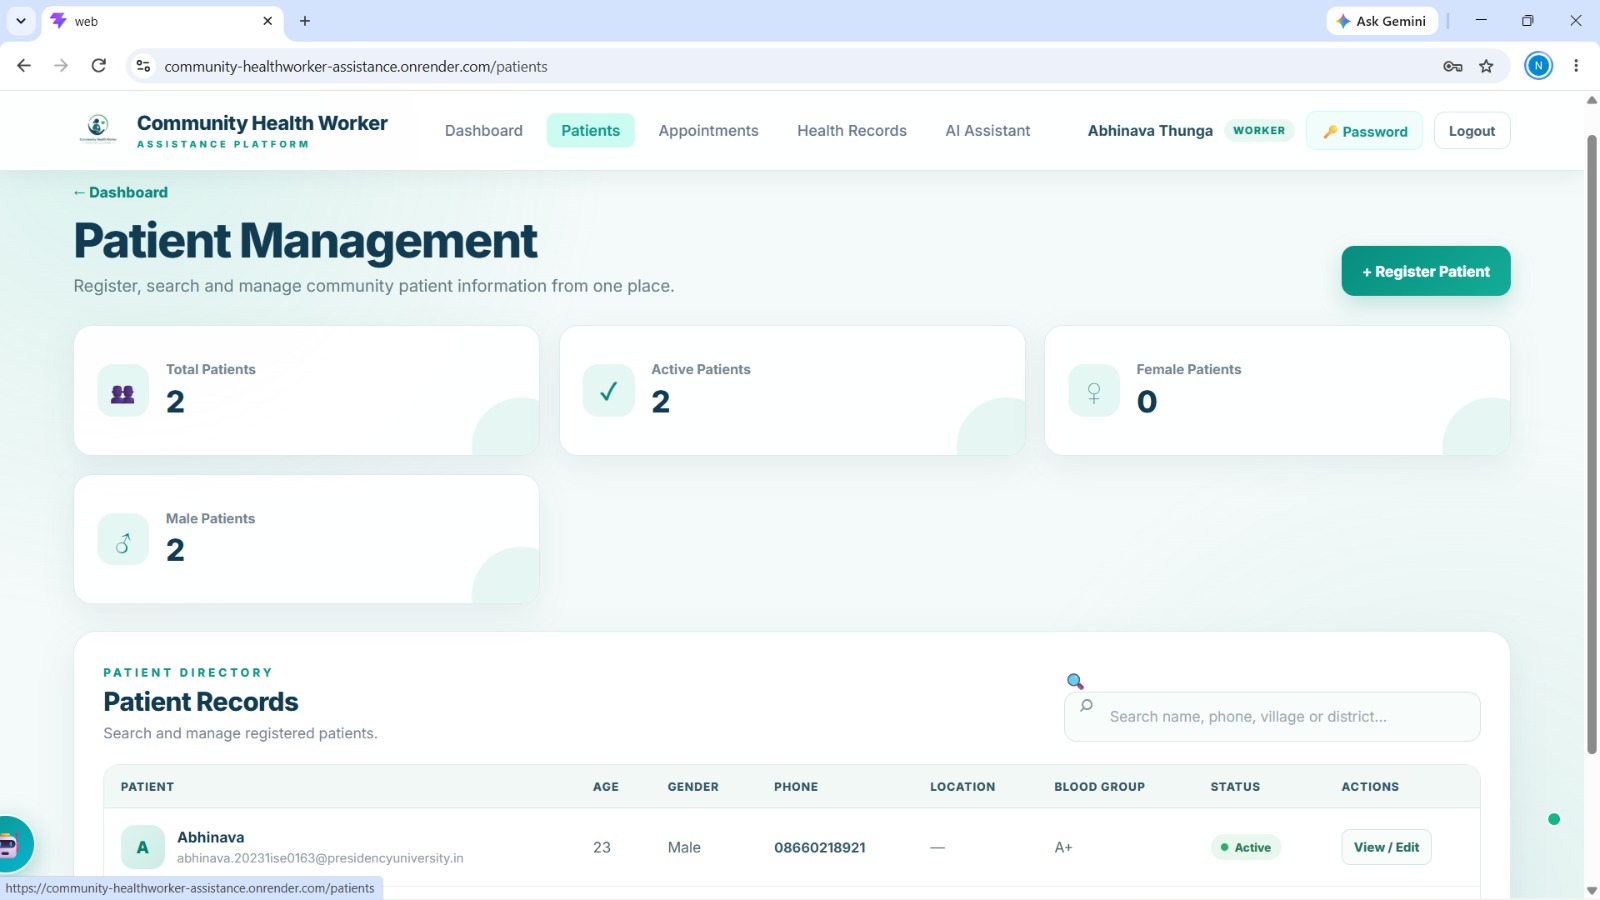 web
Ask Gemini
community-healthworker-assistance.onrender.com/patients
N
Community Health Worker
ASSISTANCE PLATFORM
Dashboard
Patients
Appointments
Health Records
AI Assistant
Abhinava Thunga
WORKER
Password
Logout
← Dashboard
Patient Management
Register, search and manage community patient information from one place.
+ Register Patient
Total Patients
2
Active Patients
2
Female Patients
0
Male Patients
2
PATIENT DIRECTORY
Patient Records
Search and manage registered patients.
Search name, phone, village or district...
PATIENT AGE GENDER PHONE LOCATION BLOOD GROUP STATUS ACTIONS
A
Abhinava
abhinava.20231ise0163@presidencyuniversity.in
23 Male 08660218921 — A+ Active View / Edit
https://community-healthworker-assistance.onrender.com/patients